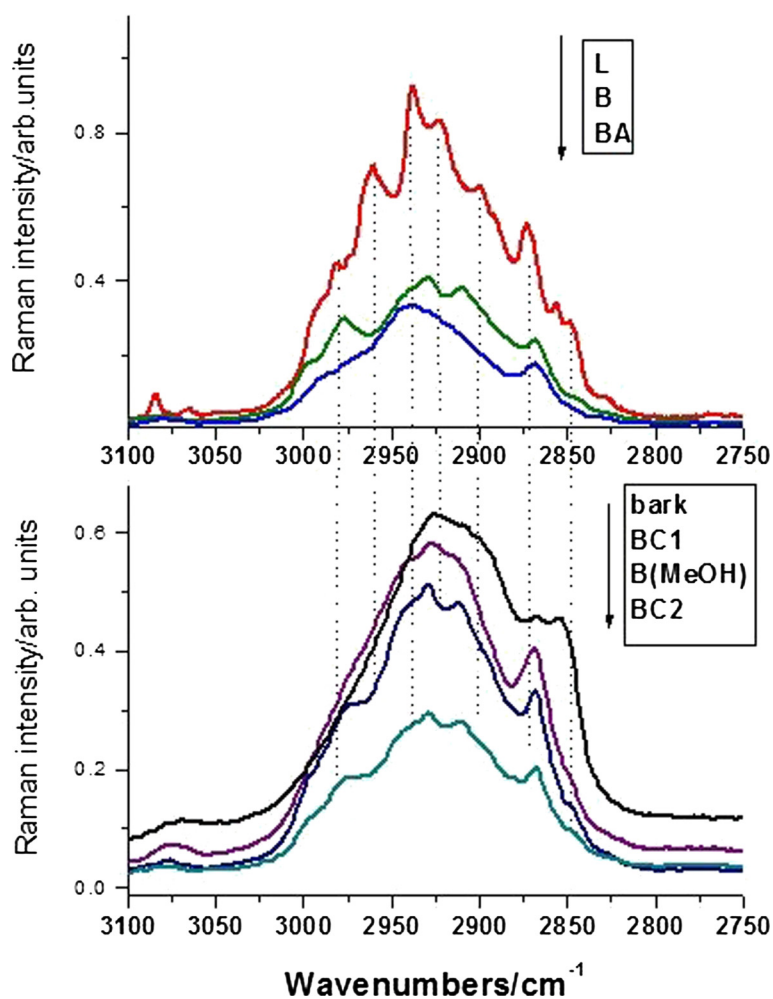 Raman intensity/arb.units
0.8
0.4
L
B
BA
3100 3050 3000 2950 2900 2850 2800 2750
Raman intensity/arb. units
0.6
0.4
0.2
0.0
bark
BC1
B(MeOH)
BC2
3100 3050 3000 2950 2900 2850 2800 2750
Wavenumbers/cm⁻¹